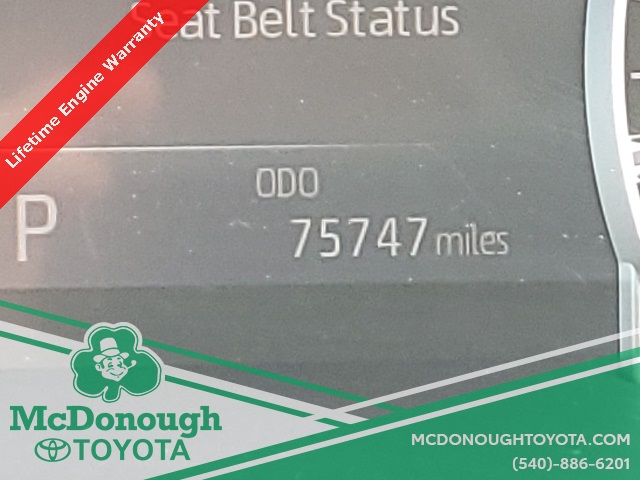 Seat Belt Status
Lifetime Engine Warranty
ODO
P
75747 miles
McDonough
TOYOTA
MCDONOUGHTOYOTA.COM
(540)-886-6201